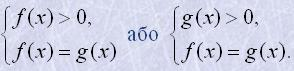 { f(x) > 0, або { g(x) > 0,
{ f(x) = g(x) { f(x) = g(x).